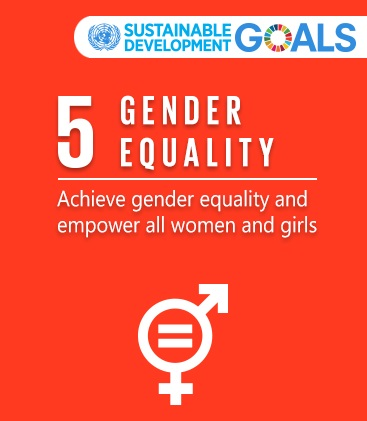 SUSTAINABLE
DEVELOPMENT
GOALS
5
GENDER
EQUALITY
Achieve gender equality and
empower all women and girls